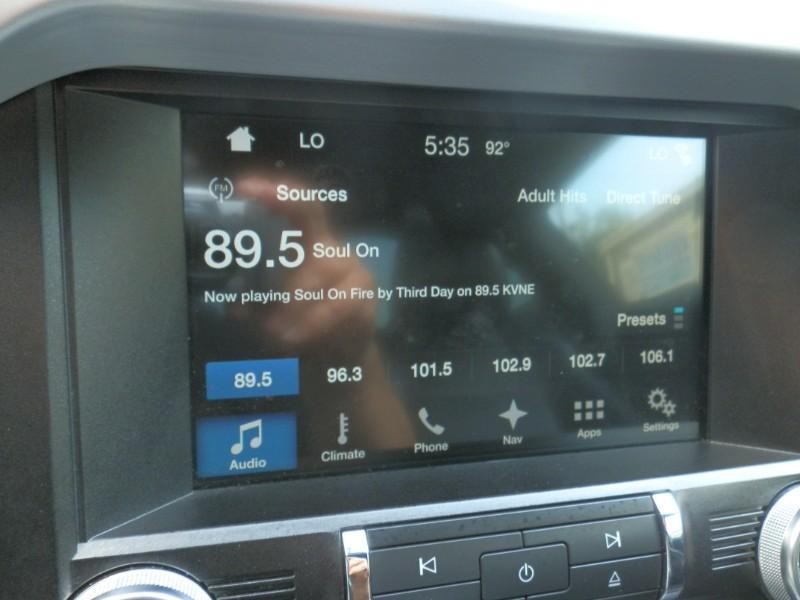 LO 5:35 92° LO
FM Sources Adult Hits Direct Tune
89.5 Soul On
Now playing Soul On Fire by Third Day on 89.5 KVNE
Presets
89.5 96.3 101.5 102.9 102.7 106.1
Audio Climate Phone Nav Apps Settings